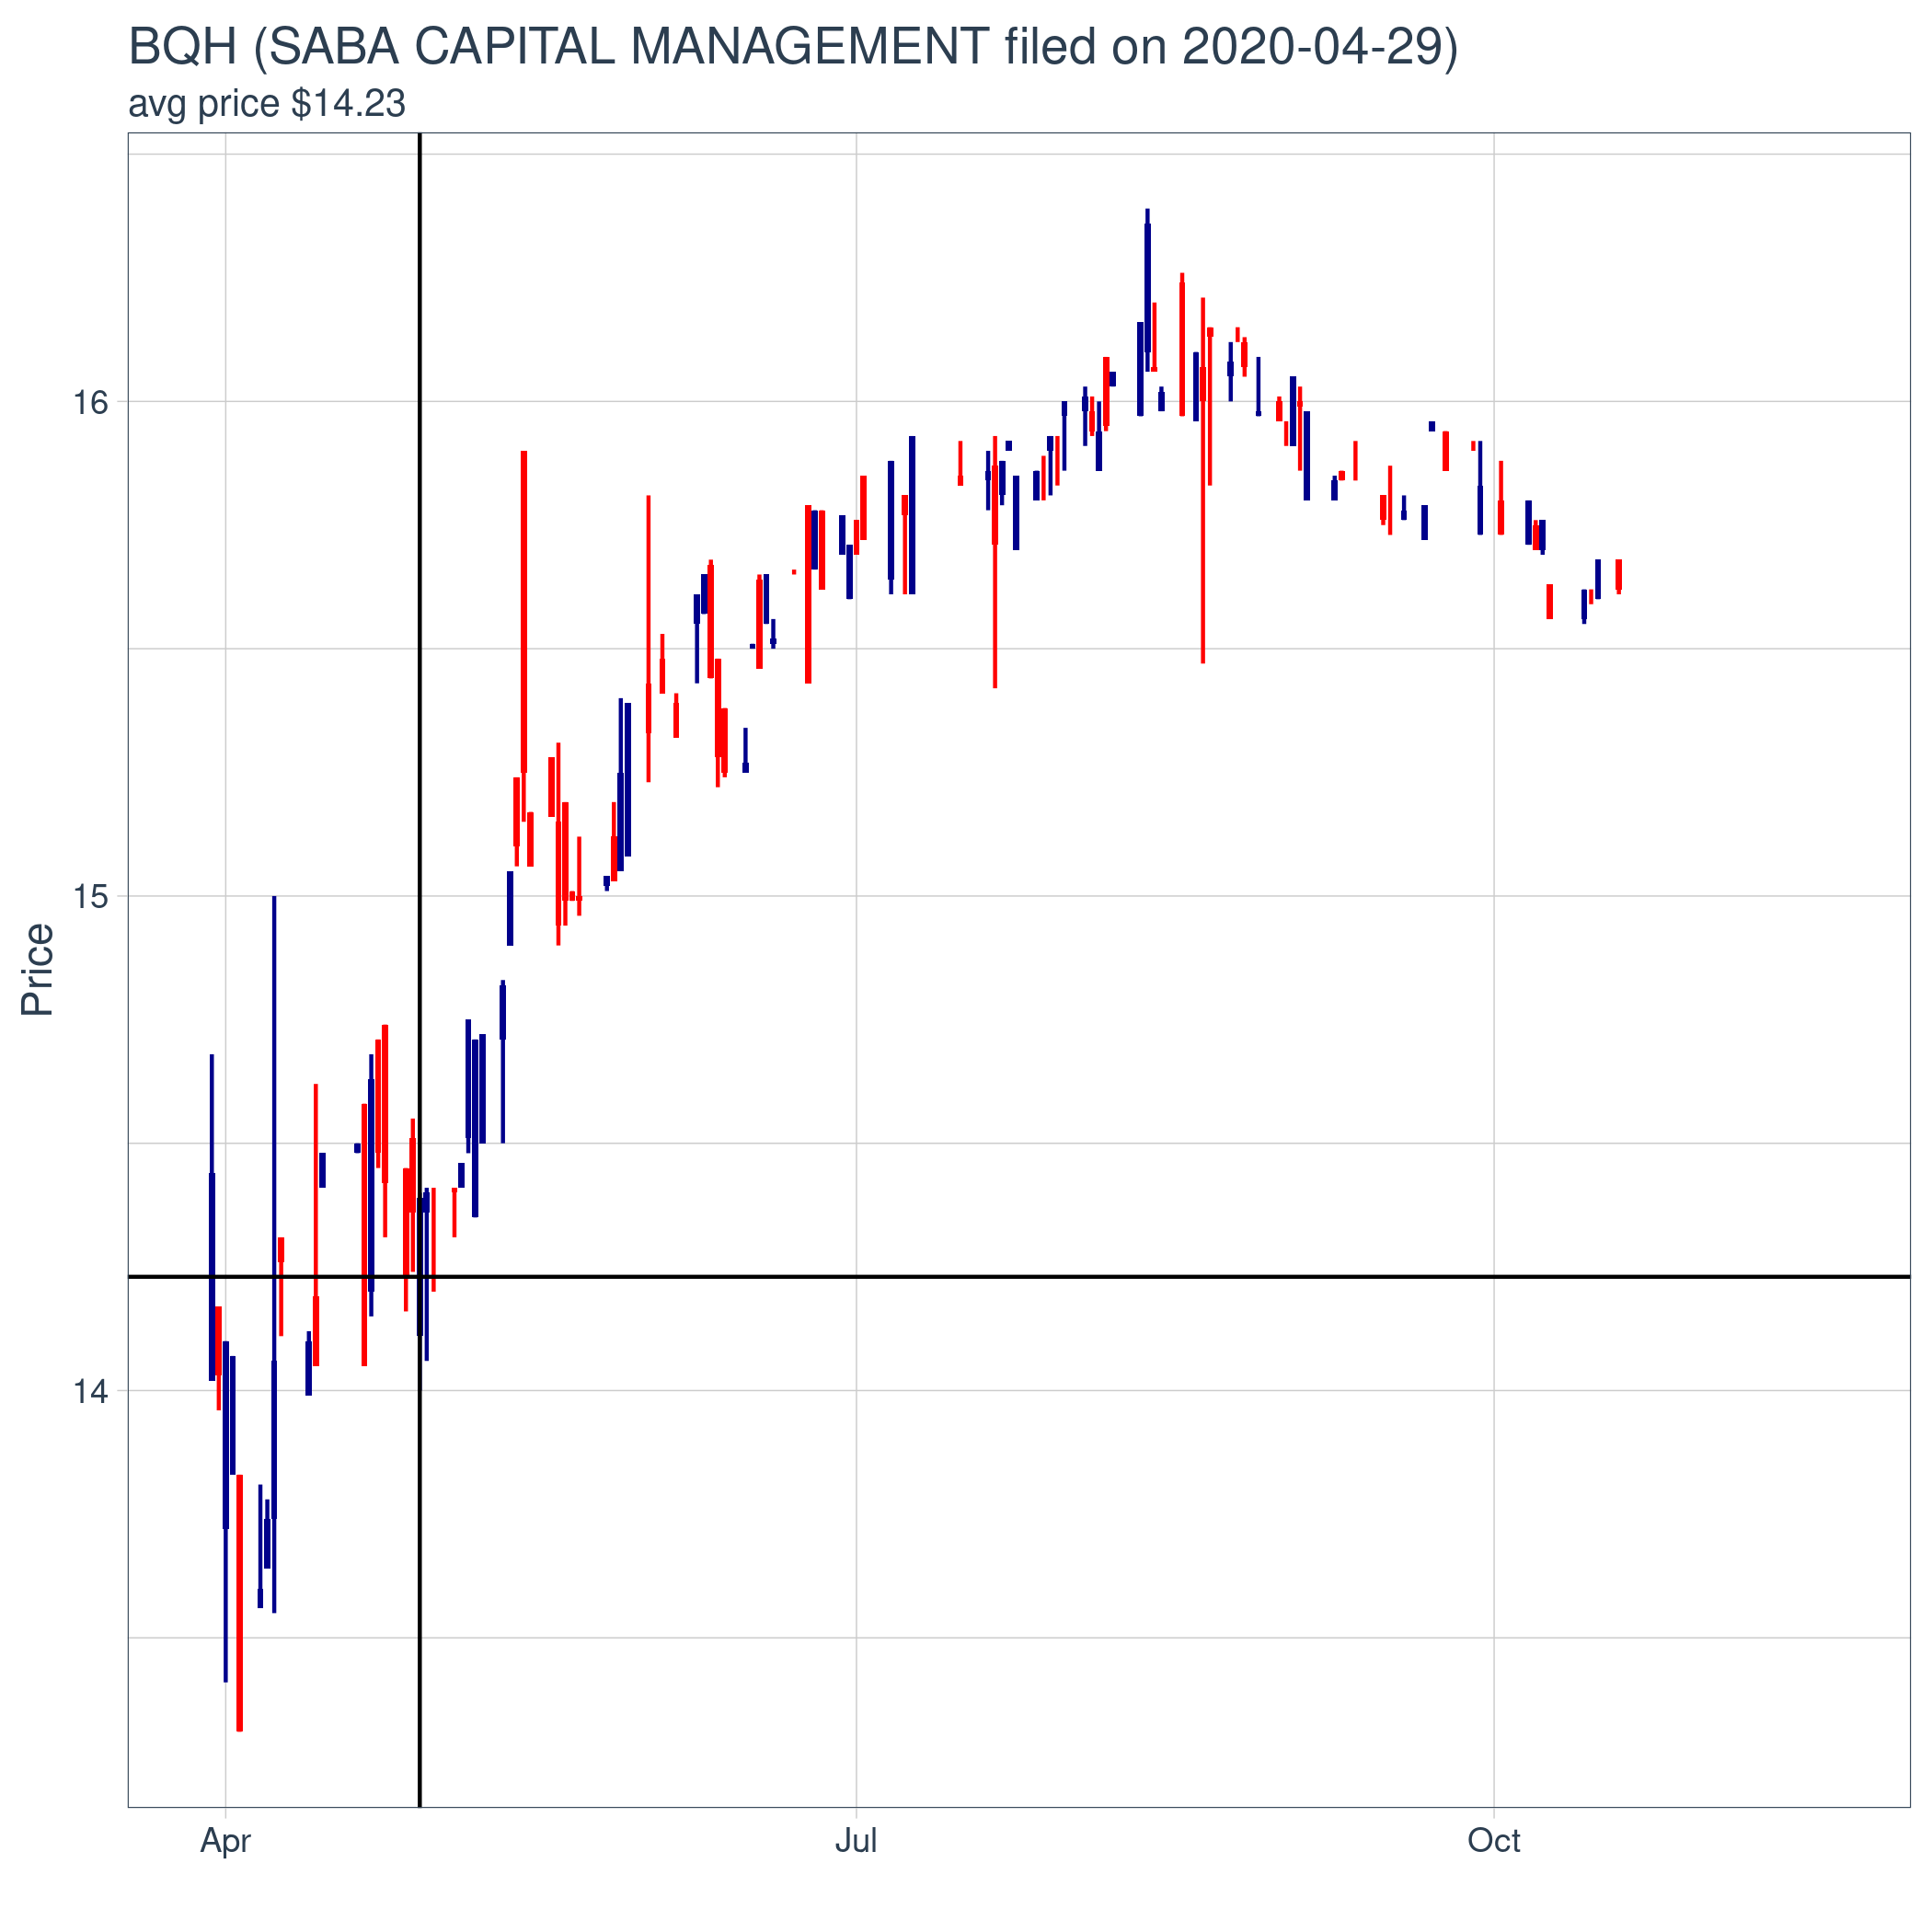 BQH (SABA CAPITAL MANAGEMENT filed on 2020-04-29)
avg price $14.23
16
15
14
Price
Apr
Jul
Oct